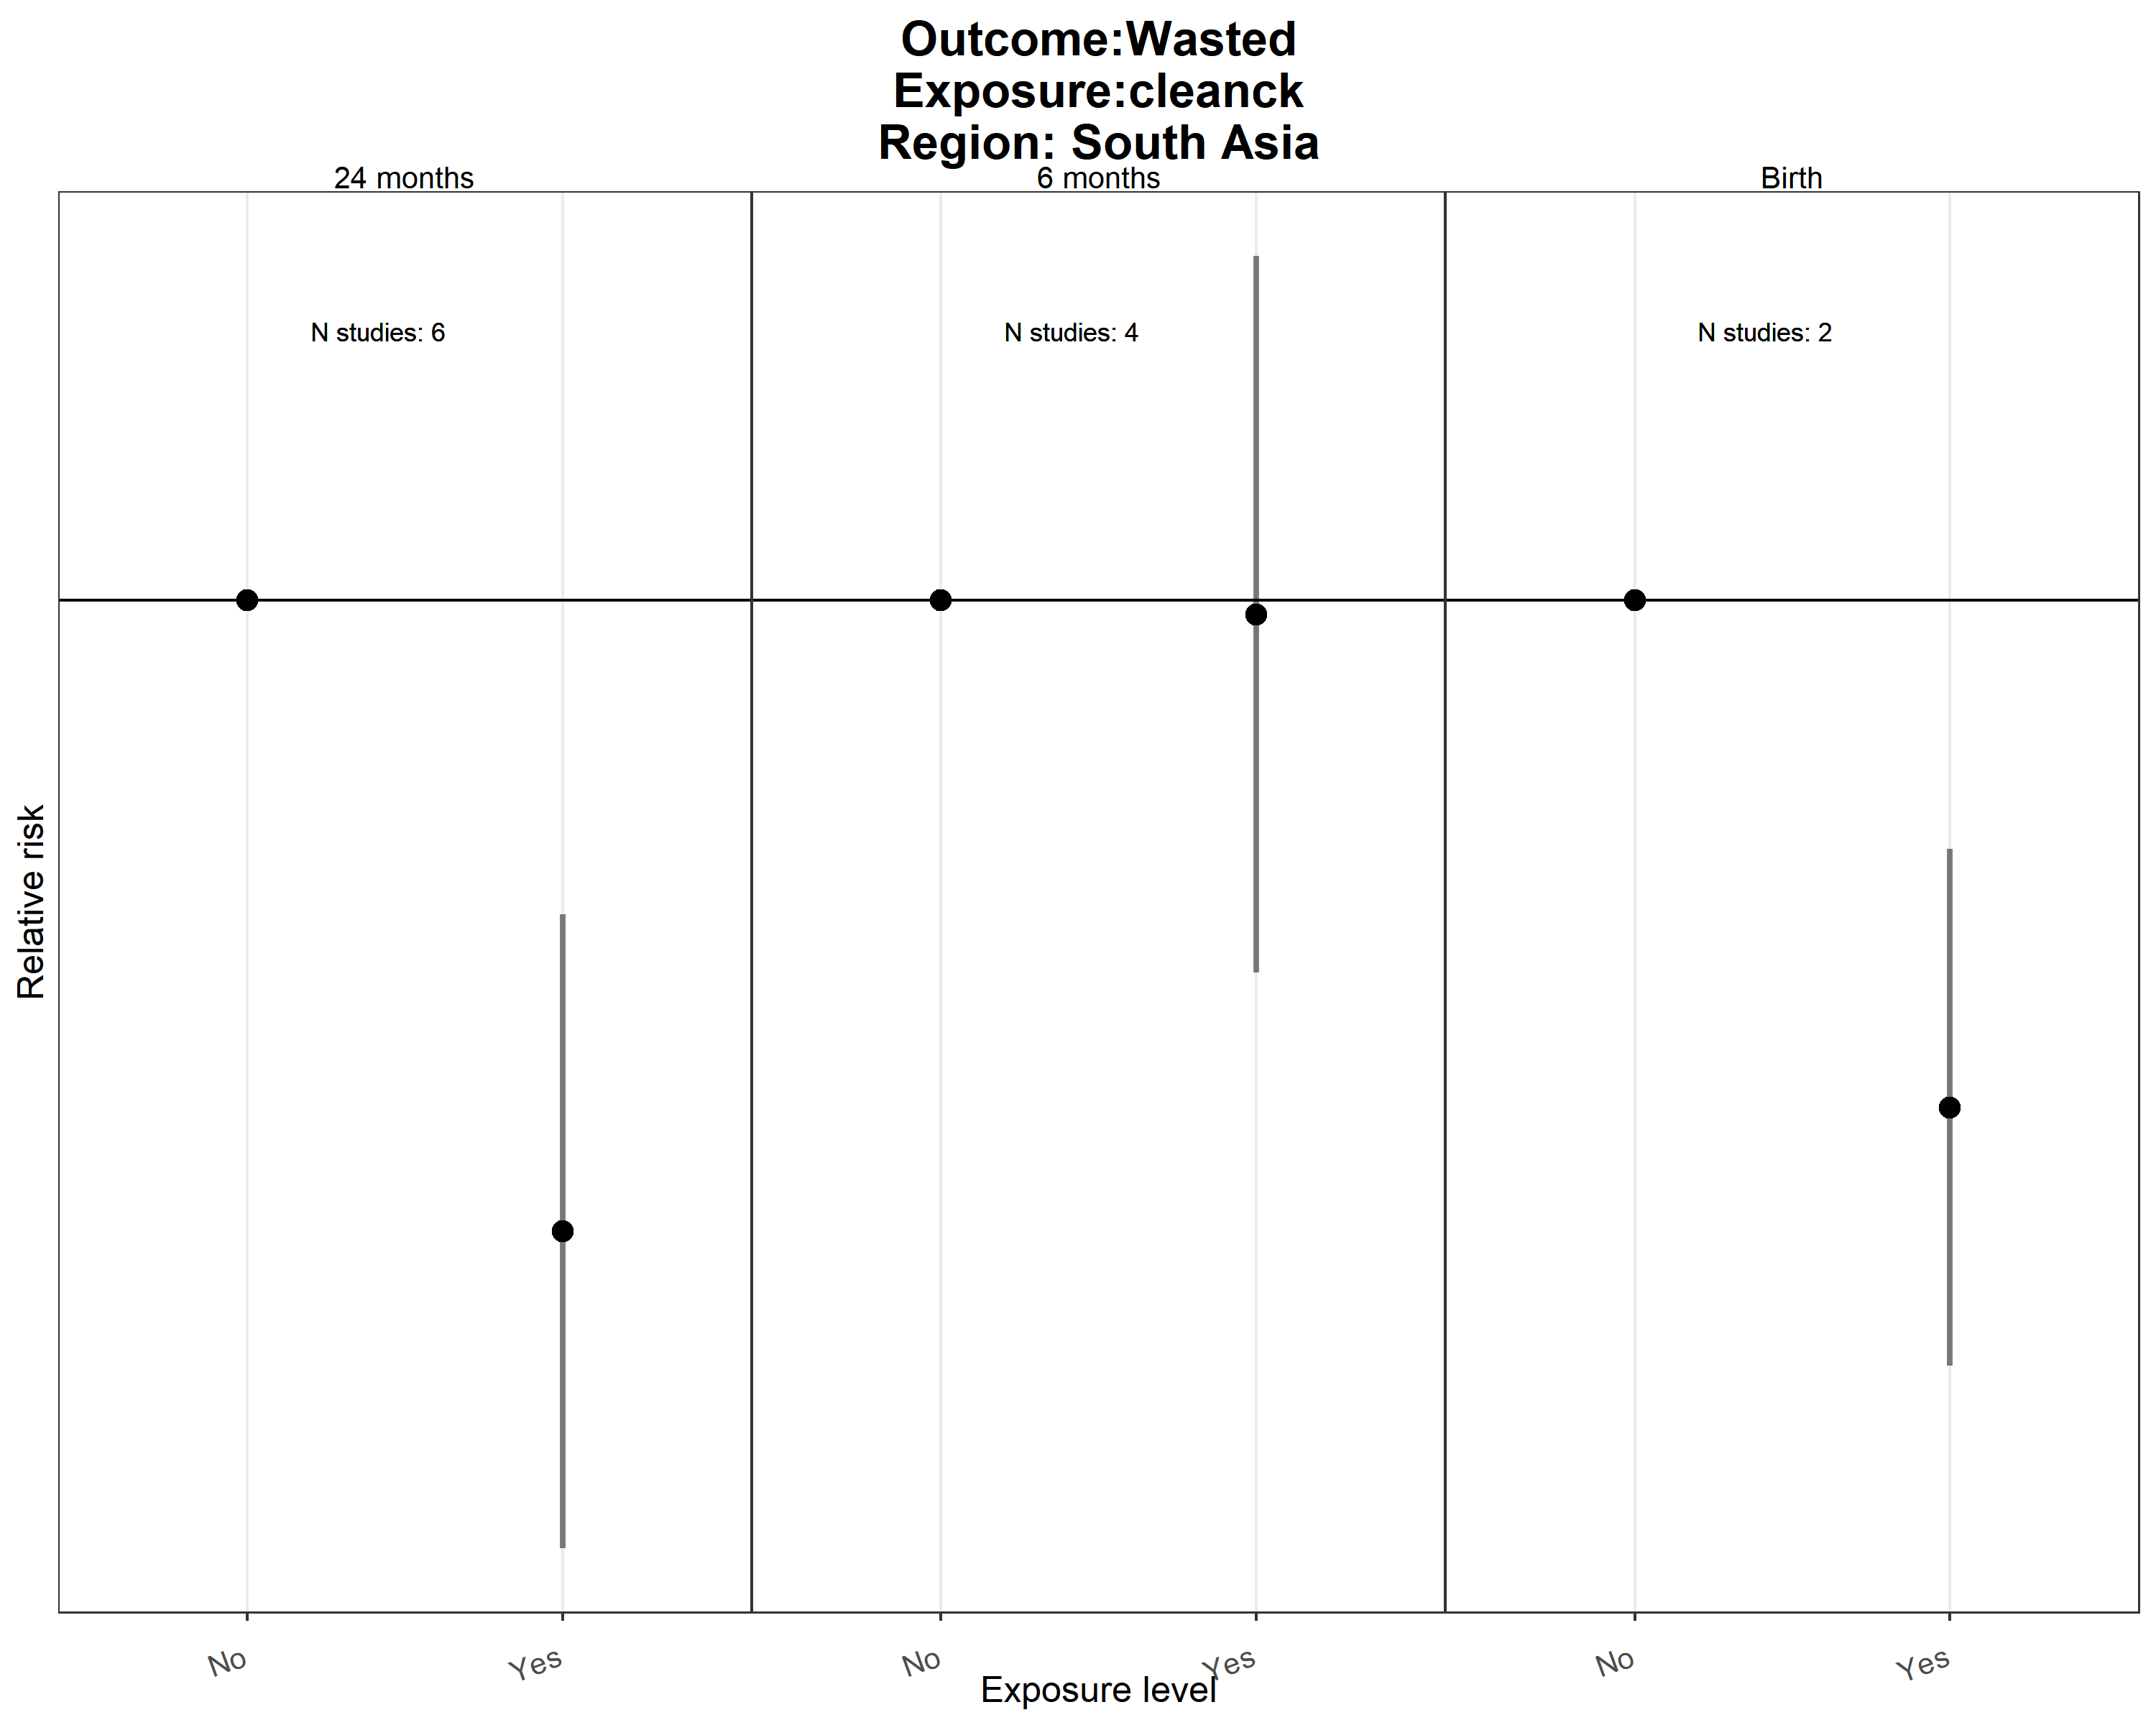 Outcome:Wasted
Exposure:cleanck
Region: South Asia
24 months
6 months
Birth
N studies: 6
N studies: 4
N studies: 2
Relative risk
No
Yes
No
Yes
No
Yes
Exposure level